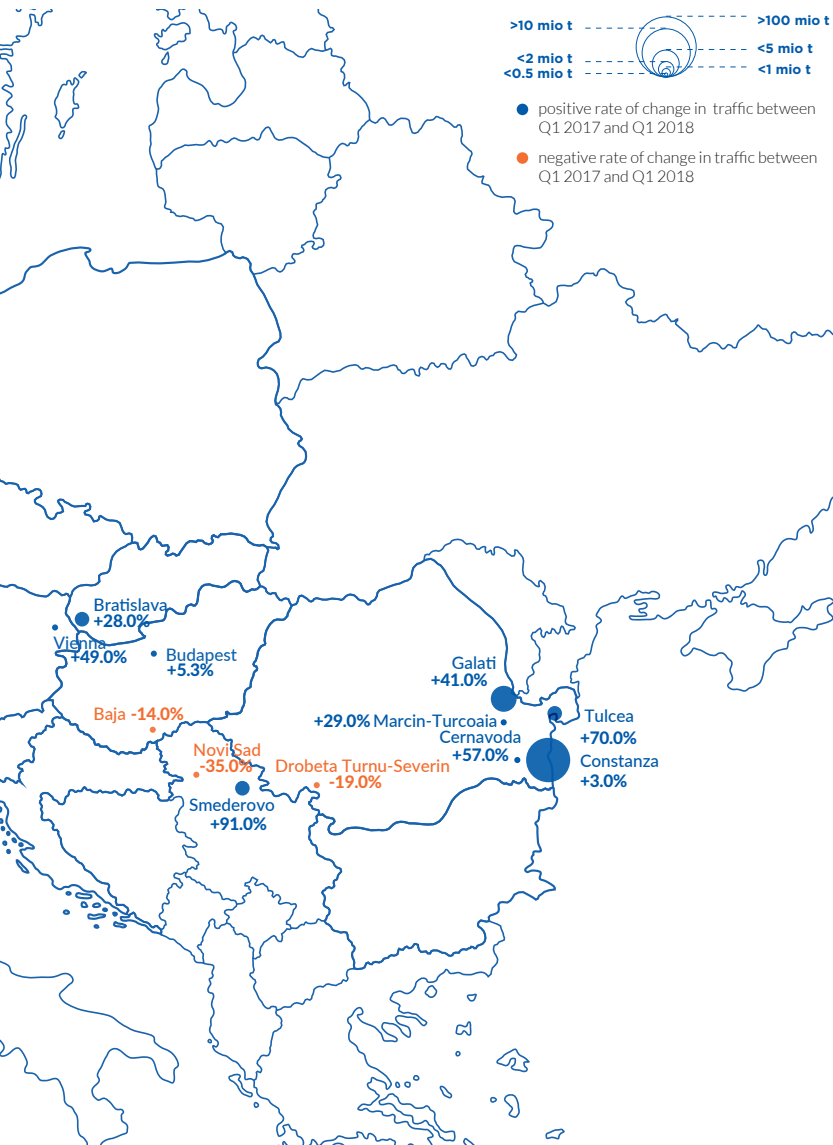 >10 mio t
>100 mio t
<5 mio t
<2 mio t
<1 mio t
<0.5 mio t
positive rate of change in traffic between
Q1 2017 and Q1 2018
negative rate of change in traffic between
Q1 2017 and Q1 2018
Bratislava
+28.0%
Vienna
+49.0%
Budapest
+5.3%
Galati
+41.0%
Baja -14.0%
+29.0% Marcin-Turcoaia
Tulcea
+70.0%
Cernavoda
+57.0%
Novi Sad
-35.0%
Drobeta Turnu-Severin
-19.0%
Constanza
+3.0%
Smederovo
+91.0%